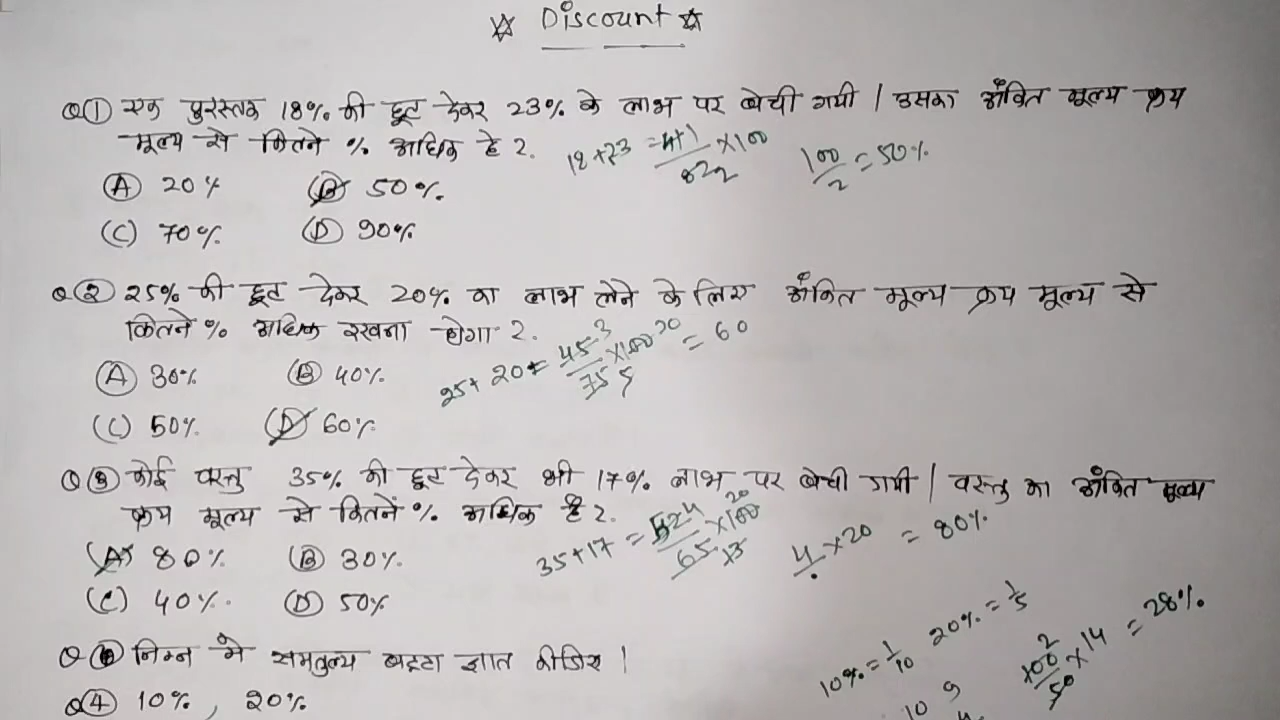 ☆ Discount ☆
Q① एक पुस्तक 18% की छूट देकर 23% के लाभ पर बेची गयी | उसका अंकित मूल्य क्रय
मूल्य से कितने % अधिक है ?.
18+23 = 41/82 × 100
100/2 = 50%
(A) 20%
(B) 50%.
(C) 70%.
(D) 90%.
Q② 25% की छूट देकर 20% का लाभ लेने के लिए अंकित मूल्य क्रय मूल्य से
कितने % अधिक रखना होगा ?.
25+20 = 45/75 × 100 = 60
(A) 30%.
(B) 40%.
(C) 50%.
(D) 60%.
Q③ कोई वस्तु 35% की छूट देकर भी 17% लाभ पर बेची गयी | वस्तु का अंकित मूल्य
क्रय मूल्य से कितनें % अधिक है ?.
35+17 = 52/65 × 100
4 × 20 = 80%.
(A) 80%
(B) 30%.
(C) 40%.
(D) 50%
Q निम्न मे समतुल्य बट्टा ज्ञात कीजिए |
Q④ 10%, 20%
10% = 1/10 20% = 1/5
100/50 × 14 = 28%.
10 9